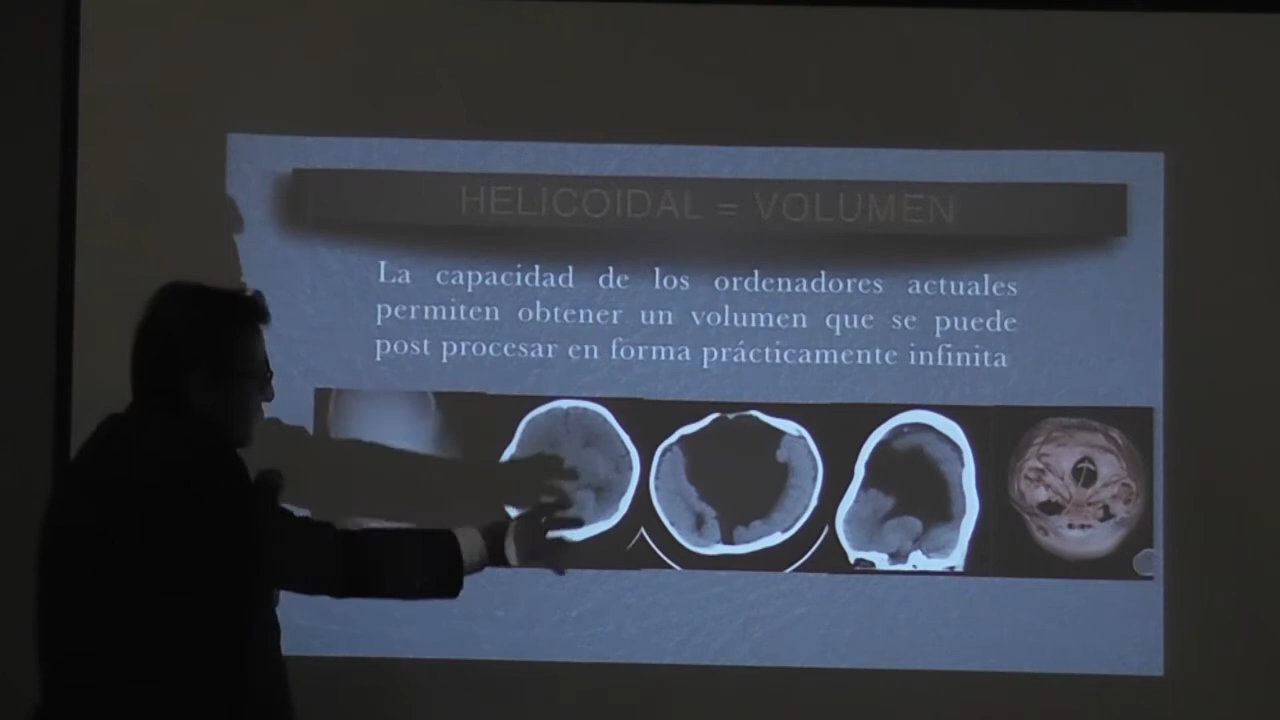 HELICOIDAL = VOLUMEN
La capacidad de los ordenadores actuales
permiten obtener un volumen que se puede
post procesar en forma prácticamente infinita